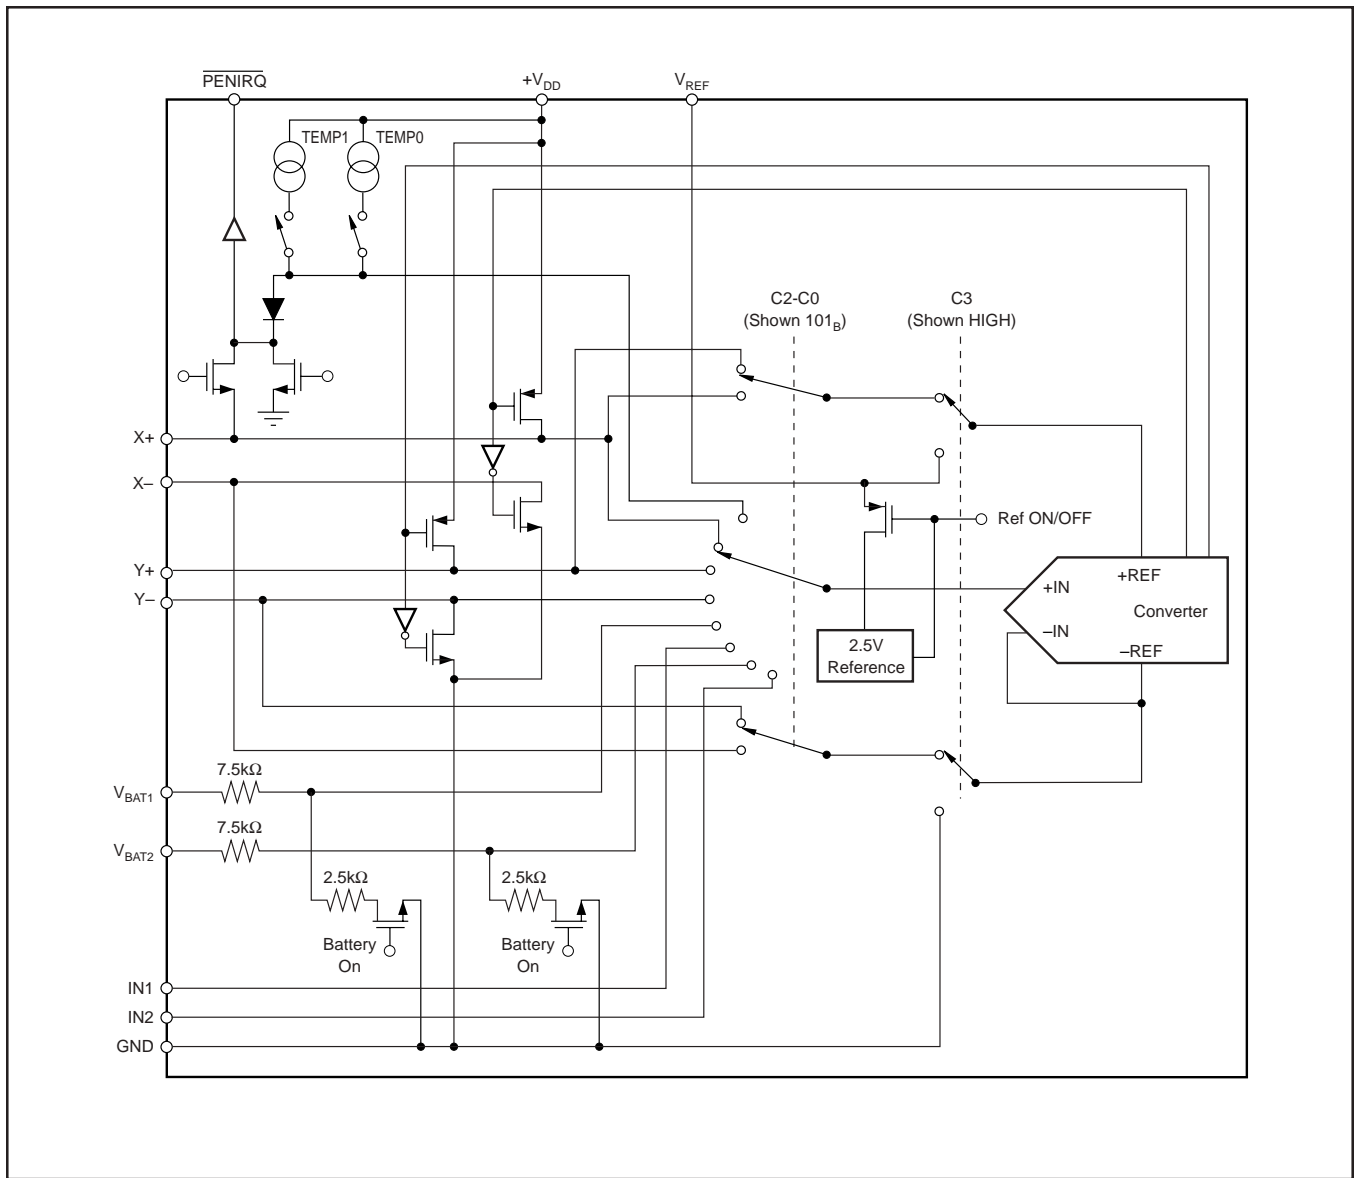 PENIRQ
+VDD
VREF
TEMP1
TEMP0
C2-C0
(Shown 101B)
C3
(Shown HIGH)
X+
X–
Ref ON/OFF
Y+
Y–
+REF
+IN
Converter
–IN
–REF
2.5V
Reference
7.5kΩ
VBAT1
7.5kΩ
VBAT2
2.5kΩ
2.5kΩ
Battery
On
Battery
On
IN1
IN2
GND